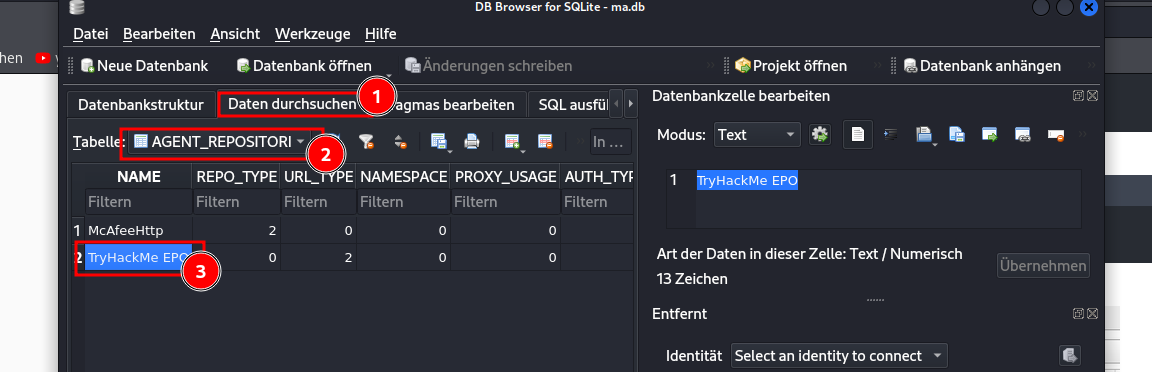 DB Browser for SQLite - ma.db
Datei Bearbeiten Ansicht Werkzeuge Hilfe
hen
Neue Datenbank Datenbank öffnen Änderungen schreiben » Projekt öffnen » Datenbank anhängen »
Datenbankstruktur Daten durchsuchen 1 agmas bearbeiten SQL ausfül
Tabelle: AGENT_REPOSITORI 2 » In ...
NAME REPO_TYPE URL_TYPE NAMESPACE PROXY_USAGE AUTH_TYP
Filtern Filtern Filtern Filtern Filtern Filtern
1 McAfeeHttp 2 0 0 0
2 TryHackMe EPO 0 2 0 0
3
Datenbankzelle bearbeiten
Modus: Text
1 TryHackMe EPO
Art der Daten in dieser Zelle: Text / Numerisch
13 Zeichen
Übernehmen
Entfernt
Identität Select an identity to connect